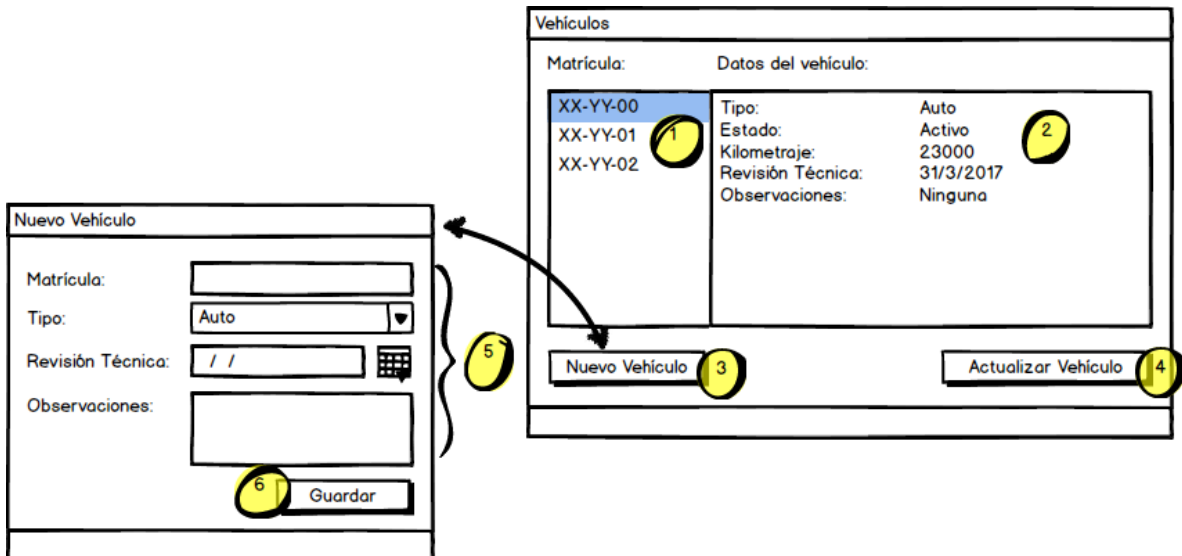 Vehículos
Matrícula: Datos del vehículo:
XX-YY-00
XX-YY-01
XX-YY-02
1
Tipo: Auto
Estado: Activo
Kilometraje: 23000
Revisión Técnica: 31/3/2017
Observaciones: Ninguna
2
Nuevo Vehículo 3
Actualizar Vehículo 4
Nuevo Vehículo
Matrícula:
Tipo: Auto
Revisión Técnica: / /
Observaciones:
5
6 Guardar